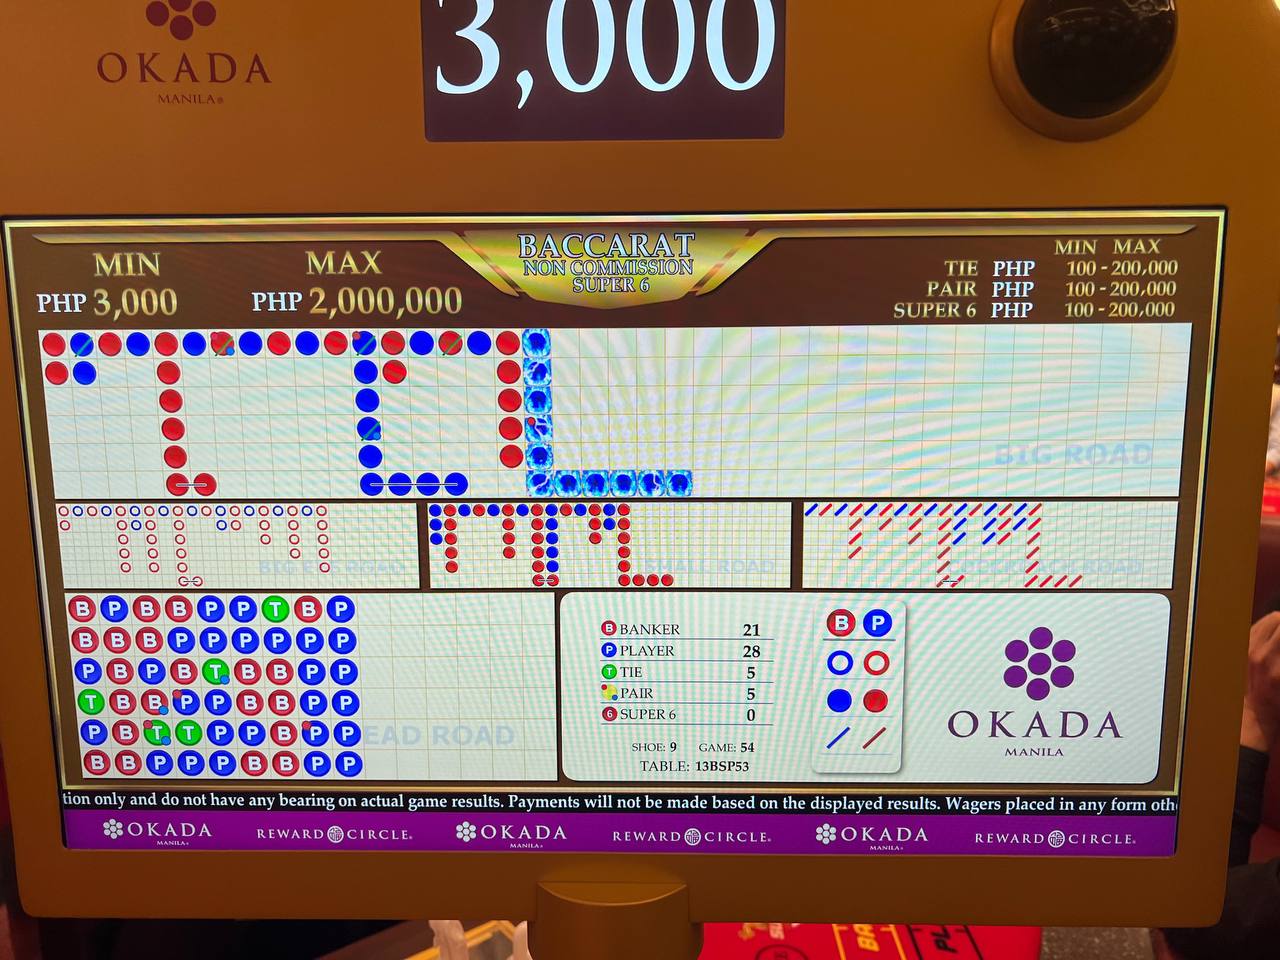 OKADA
MANILA®
3,000
BACCARAT
NON COMMISSION
SUPER 6
MIN
PHP 3,000
MAX
PHP 2,000,000
MIN MAX
TIE PHP 100 - 200,000
PAIR PHP 100 - 200,000
SUPER 6 PHP 100 - 200,000
BIG ROAD
BIG EYE ROAD
SMALL ROAD
COCKROACH ROAD
B P B B P P T B P
B B B P P P P P P
P B P B T B B P P
T B B P P B B P P
P B T T P P B P P
B B P P P B B P P
BEAD ROAD
B BANKER 21
P PLAYER 28
T TIE 5
PAIR 5
6 SUPER 6 0
SHOE: 9 GAME: 54
TABLE: 13BSP53
B P
OKADA
MANILA
tion only and do not have any bearing on actual game results. Payments will not be made based on the displayed results. Wagers placed in any form oth
OKADA MANILA® REWARD CIRCLE® OKADA MANILA® REWARD CIRCLE® OKADA MANILA® REWARD CIRCLE®